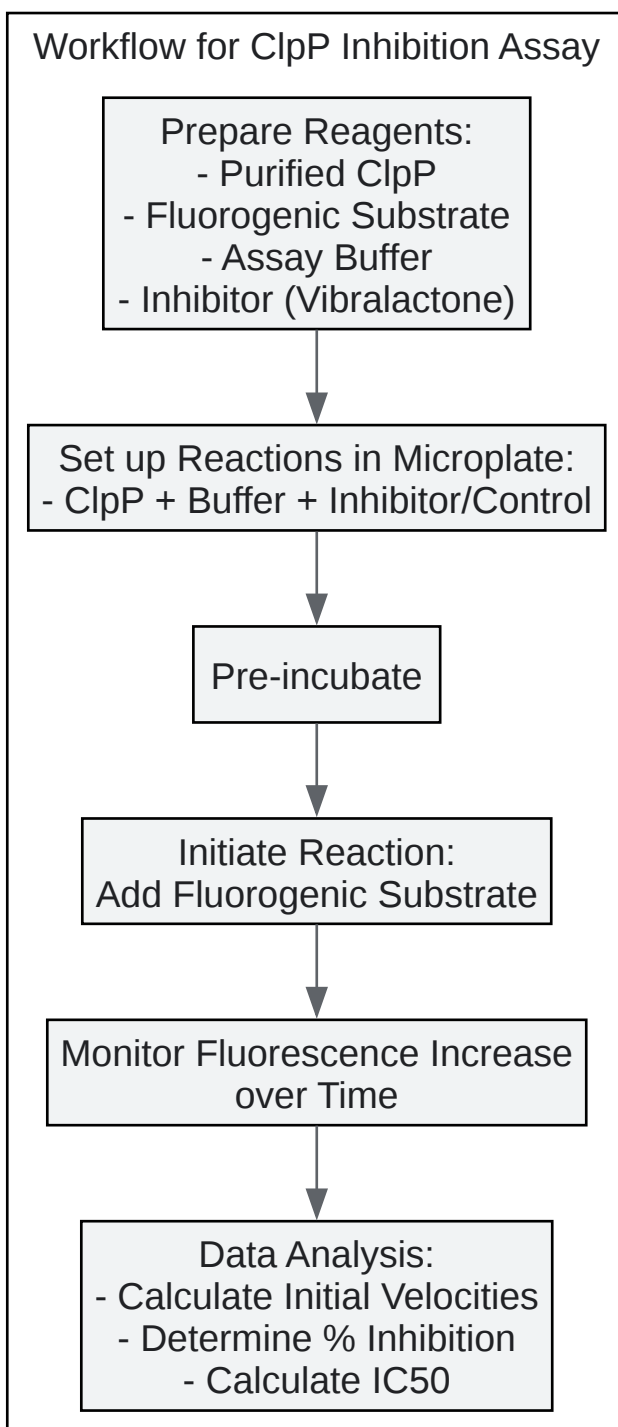 Workflow for ClpP Inhibition Assay
Prepare Reagents:
- Purified ClpP
- Fluorogenic Substrate
- Assay Buffer
- Inhibitor (Vibralactone)
Set up Reactions in Microplate:
- ClpP + Buffer + Inhibitor/Control
Pre-incubate
Initiate Reaction:
Add Fluorogenic Substrate
Monitor Fluorescence Increase
over Time
Data Analysis:
- Calculate Initial Velocities
- Determine % Inhibition
- Calculate IC50